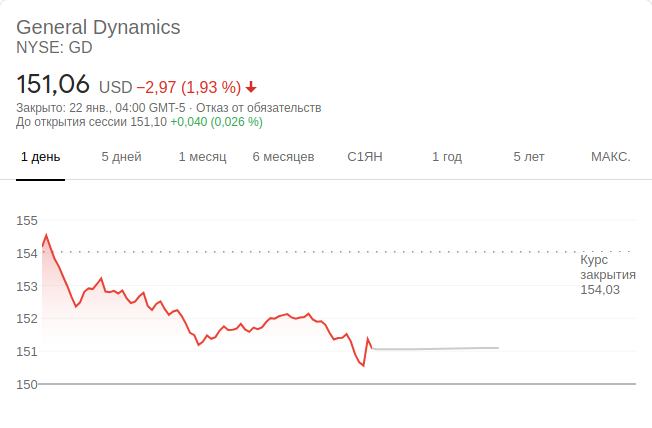 General Dynamics
NYSE: GD
151,06 USD −2,97 (1,93 %)
Закрыто: 22 янв., 04:00 GMT-5 · Отказ от обязательств
До открытия сессии 151,10 +0,040 (0,026 %)
1 день 5 дней 1 месяц 6 месяцев С1ЯН 1 год 5 лет МАКС.
155
154
153
152
151
150
Курс
закрытия
154,03